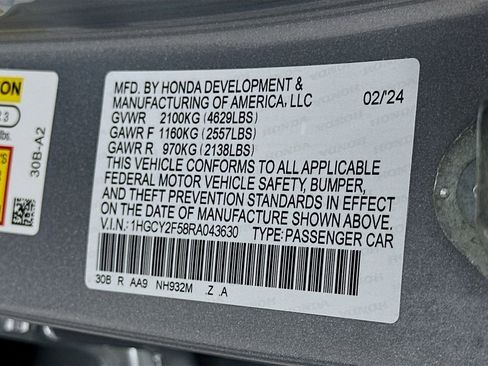 MFD. BY HONDA DEVELOPMENT &
MANUFACTURING OF AMERICA, LLC 02/24
GVWR 2100KG (4629LBS)
GAWR F 1160KG (2557LBS)
GAWR R 970KG (2138LBS)
THIS VEHICLE CONFORMS TO ALL APPLICABLE
FEDERAL MOTOR VEHICLE SAFETY, BUMPER,
AND THEFT PREVENTION STANDARDS IN EFFECT
ON THE DATE OF MANUFACTURE SHOWN ABOVE.
V.I.N.: 1HGCY2F58RA043630 TYPE: PASSENGER CAR
30B R AA9 NH932M .Z .A
30B-A2
3
lbs.